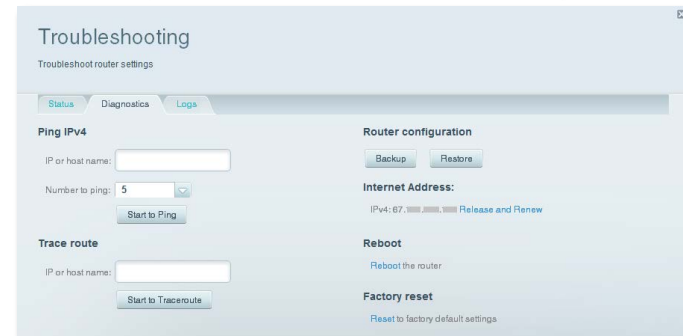 Troubleshooting
Troubleshoot router settings
Status Diagnostics Logs
Ping IPv4
IP or host name:
Number to ping: 5
Start to Ping
Trace route
IP or host name:
Start to Traceroute
Router configuration
Backup Restore
Internet Address:
IPv4: 67. . . Release and Renew
Reboot
Reboot the router
Factory reset
Reset to factory default settings